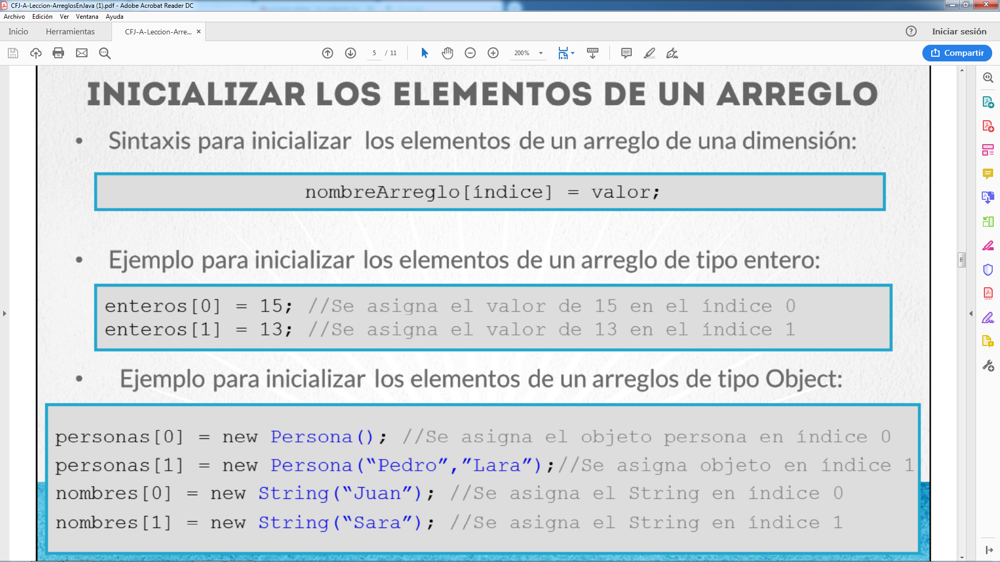 CFJ-A-Leccion-ArreglosEnJava (1).pdf - Adobe Acrobat Reader DC
Archivo Edición Ver Ventana Ayuda
Inicio Herramientas CFJ-A-Leccion-Arre... Iniciar sesión
5 / 11 200% Compartir
INICIALIZAR LOS ELEMENTOS DE UN ARREGLO
• Sintaxis para inicializar los elementos de un arreglo de una dimensión:
nombreArreglo[índice] = valor;
• Ejemplo para inicializar los elementos de un arreglo de tipo entero:
enteros[0] = 15; //Se asigna el valor de 15 en el índice 0
enteros[1] = 13; //Se asigna el valor de 13 en el índice 1
• Ejemplo para inicializar los elementos de un arreglos de tipo Object:
personas[0] = new Persona(); //Se asigna el objeto persona en índice 0
personas[1] = new Persona(“Pedro”,”Lara”);//Se asigna objeto en índice 1
nombres[0] = new String(“Juan”); //Se asigna el String en índice 0
nombres[1] = new String(“Sara”); //Se asigna el String en índice 1